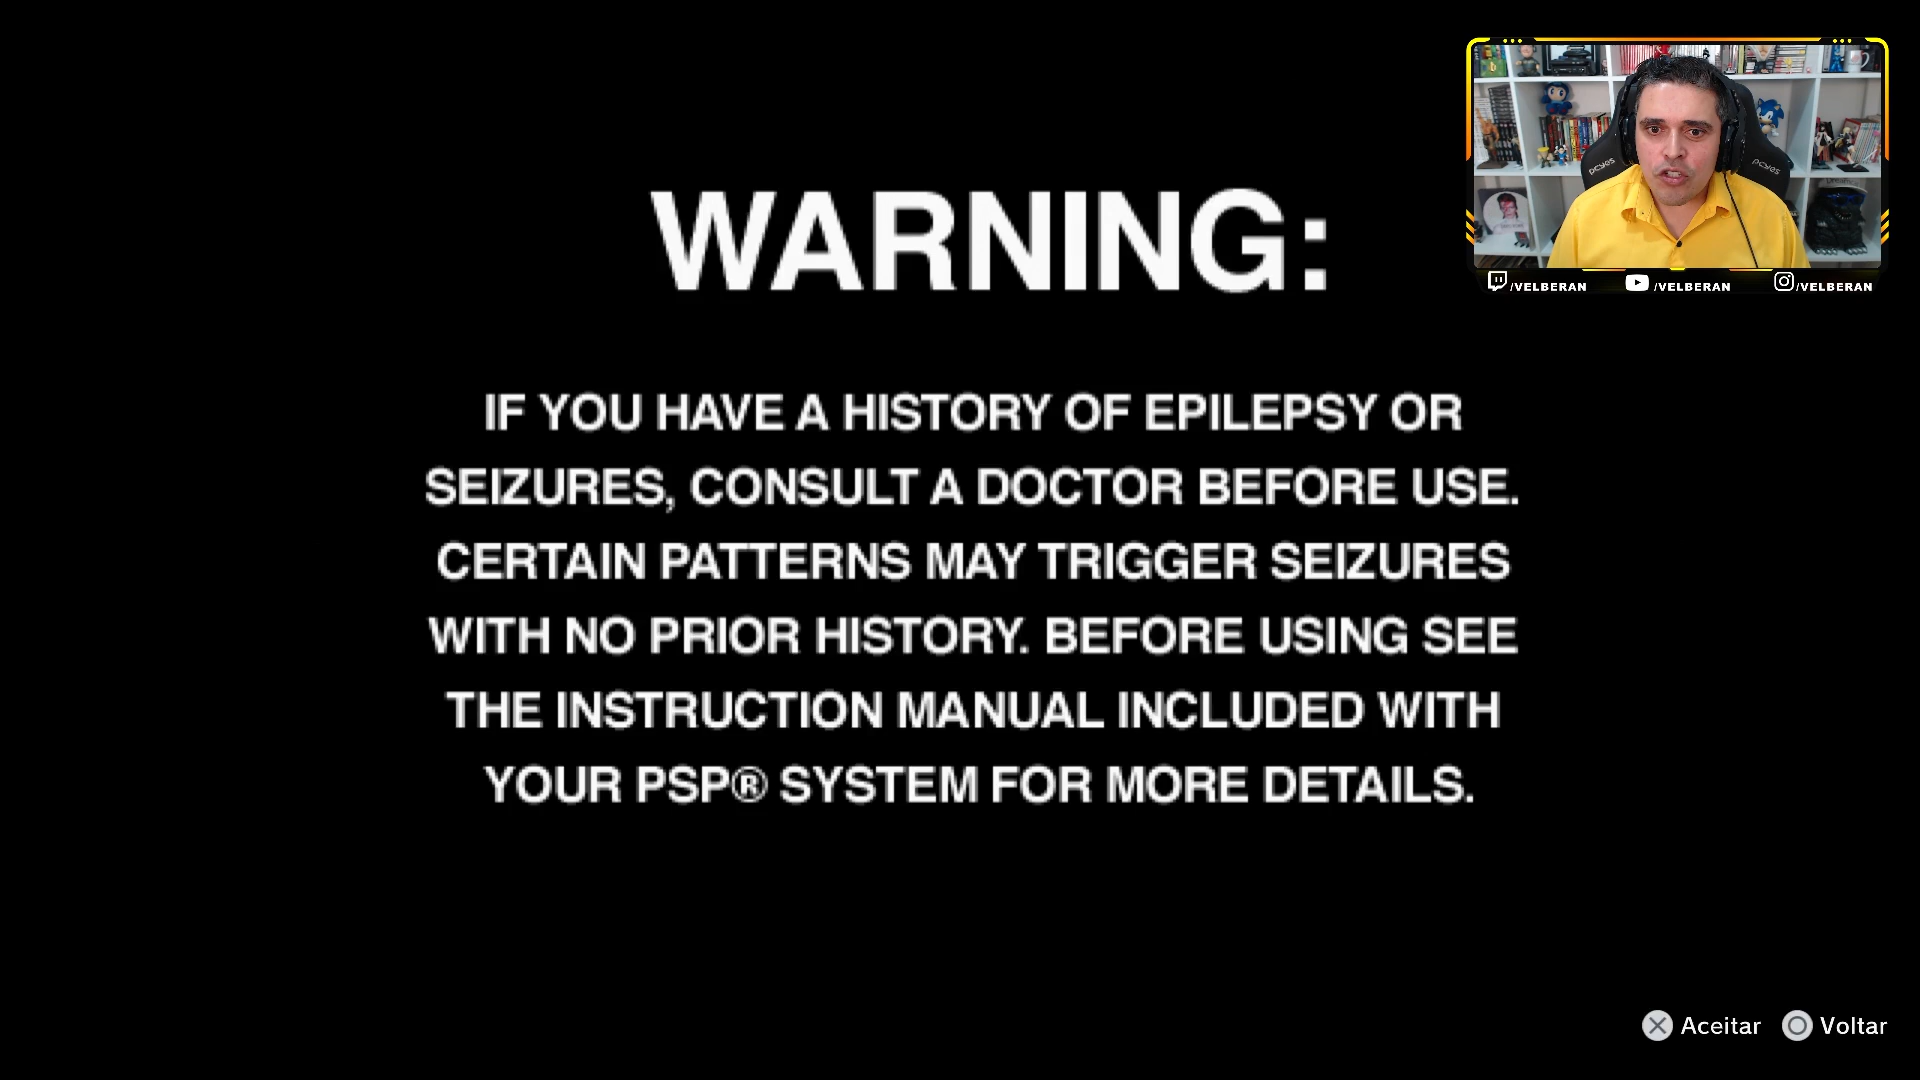 WARNING:
IF YOU HAVE A HISTORY OF EPILEPSY OR
SEIZURES, CONSULT A DOCTOR BEFORE USE.
CERTAIN PATTERNS MAY TRIGGER SEIZURES
WITH NO PRIOR HISTORY. BEFORE USING SEE
THE INSTRUCTION MANUAL INCLUDED WITH
YOUR PSP® SYSTEM FOR MORE DETAILS.
pcyes pcyes
/VELBERAN /VELBERAN /VELBERAN
Aceitar Voltar